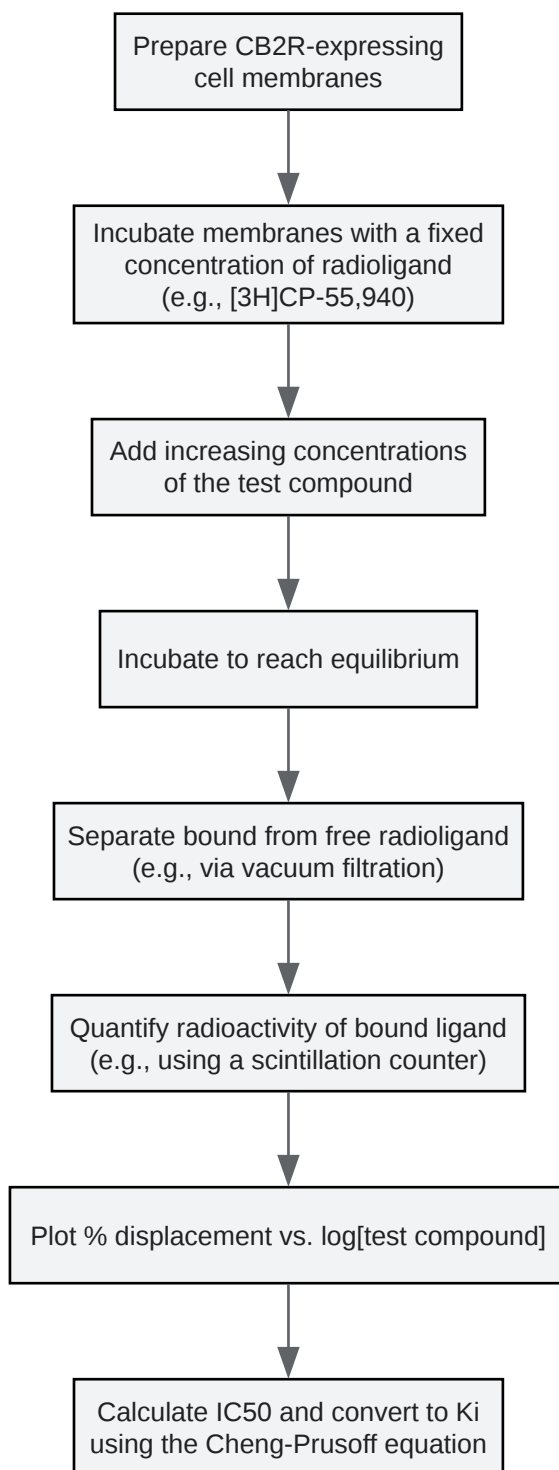 Prepare CB2R-expressing
cell membranes
Incubate membranes with a fixed
concentration of radioligand
(e.g., [3H]CP-55,940)
Add increasing concentrations
of the test compound
Incubate to reach equilibrium
Separate bound from free radioligand
(e.g., via vacuum filtration)
Quantify radioactivity of bound ligand
(e.g., using a scintillation counter)
Plot % displacement vs. log[test compound]
Calculate IC50 and convert to Ki
using the Cheng-Prusoff equation